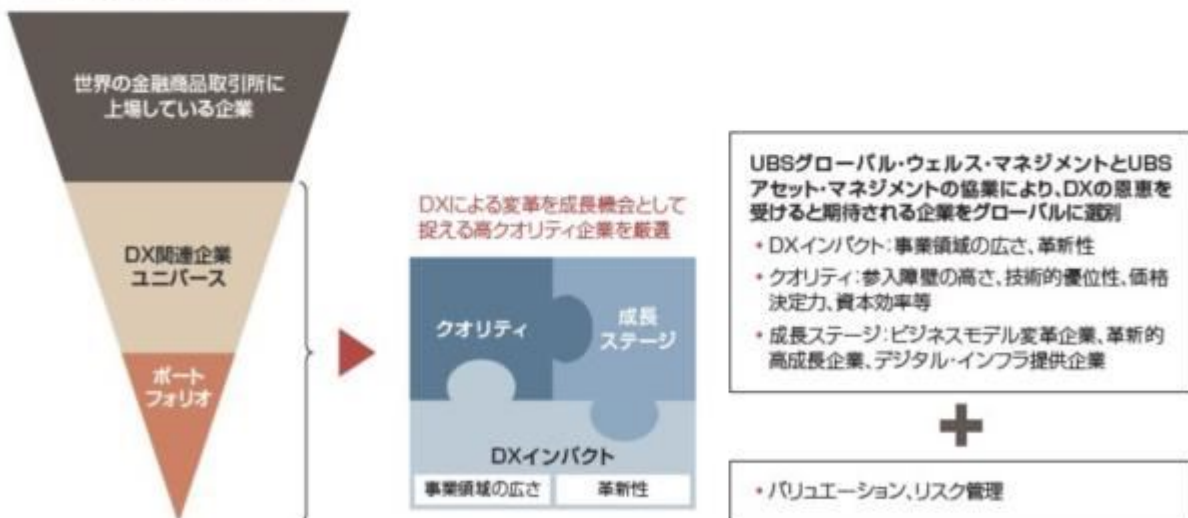 世界の金融商品取引所に
上場している企業
DX関連企業
ユニバース
ポート
フォリオ
DXによる変革を成長機会として
捉える高クオリティ企業を厳選
クオリティ
成長
ステージ
DXインパクト
事業領域の広さ
革新性
UBSグローバル・ウェルス・マネジメントとUBS
アセット・マネジメントの協業により、DXの恩恵を
受けると期待される企業をグローバルに選別
・DXインパクト:事業領域の広さ、革新性
・クオリティ:参入障壁の高さ、技術的優位性、価格
決定力、資本効率等
・成長ステージ:ビジネスモデル変革企業、革新的
高成長企業、デジタル・インフラ提供企業
+
・バリュエーション、リスク管理